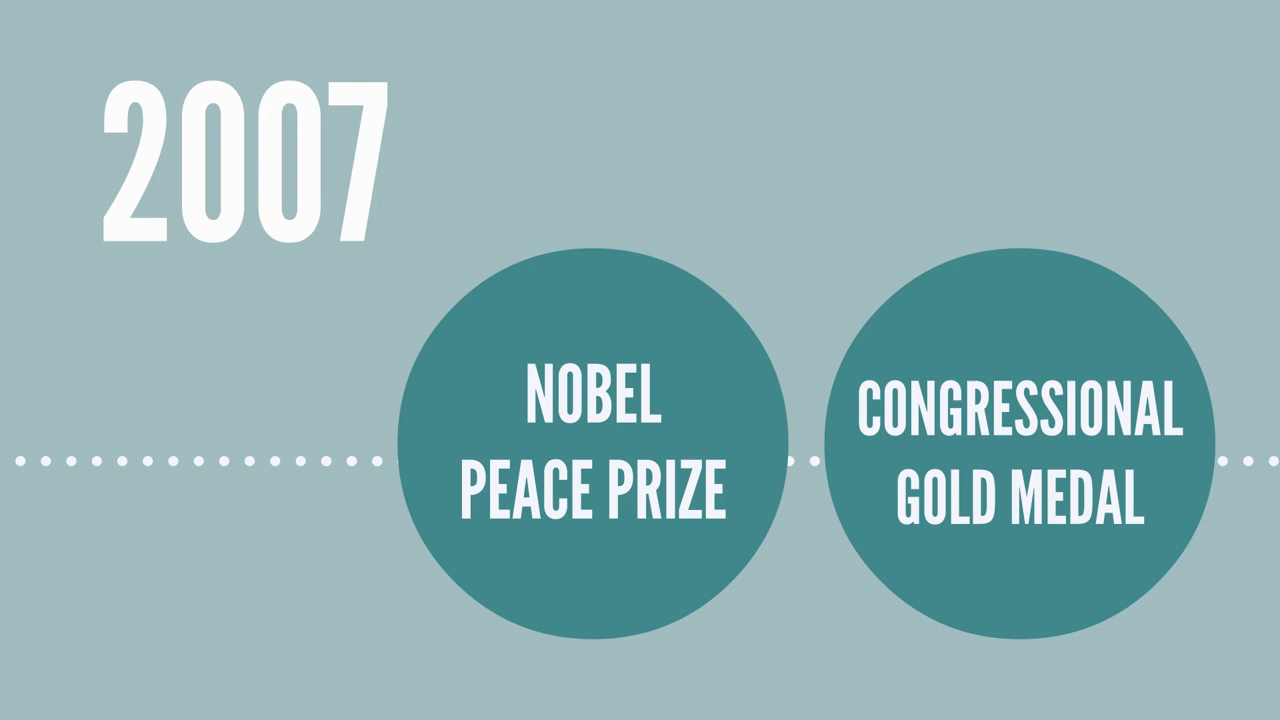 2007
NOBEL
PEACE PRIZE
CONGRESSIONAL
GOLD MEDAL